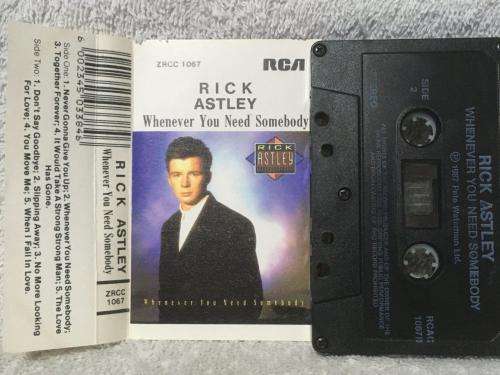 6 002345 033646
Side One: 1. Never Gonna Give You Up; 2. Whenever You Need Somebody;
3. Together Forever; 4. It Would Take A Strong Strong Man; 5. The Love
Has Gone.
Side Two: 1. Don't Say Goodbye; 2. Slipping Away; 3. No More Looking
For Love; 4. You Move Me; 5. When I Fall In Love.
RICK ASTLEY
Whenever You Need Somebody
ZRCC
1067
ZRCC 1067
RCA
RICK
ASTLEY
Whenever You Need Somebody
RICK
ASTLEY
Whenever You Need Somebody
SIDE
2
RICK ASTLEY
WHENEVER YOU NEED SOMEBODY
℗ 1987 Pete Waterman Ltd.